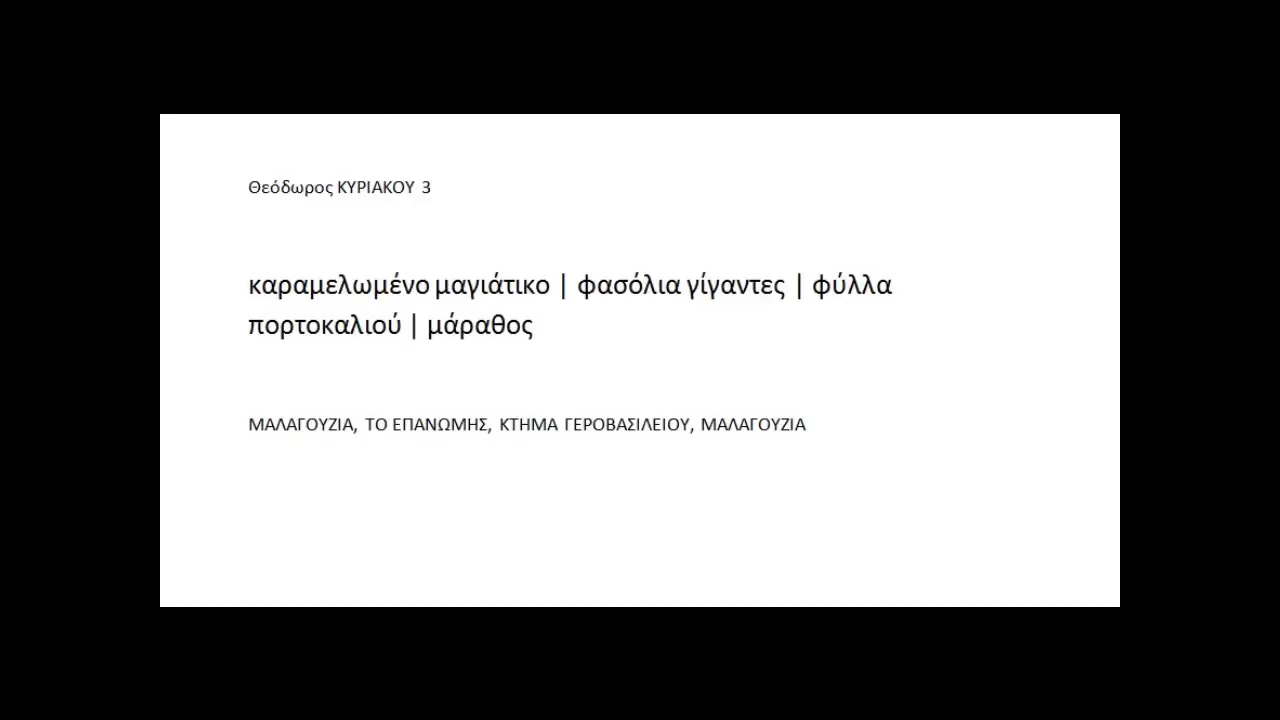 Θεόδωρος ΚΥΡΙΑΚΟΥ 3
καραμελωμένο μαγιάτικο | φασόλια γίγαντες | φύλλα
πορτοκαλιού | μάραθος
ΜΑΛΑΓΟΥΖΙΑ, ΤΟ ΕΠΑΝΩΜΗΣ, ΚΤΗΜΑ ΓΕΡΟΒΑΣΙΛΕΙΟΥ, ΜΑΛΑΓΟΥΖΙΑ